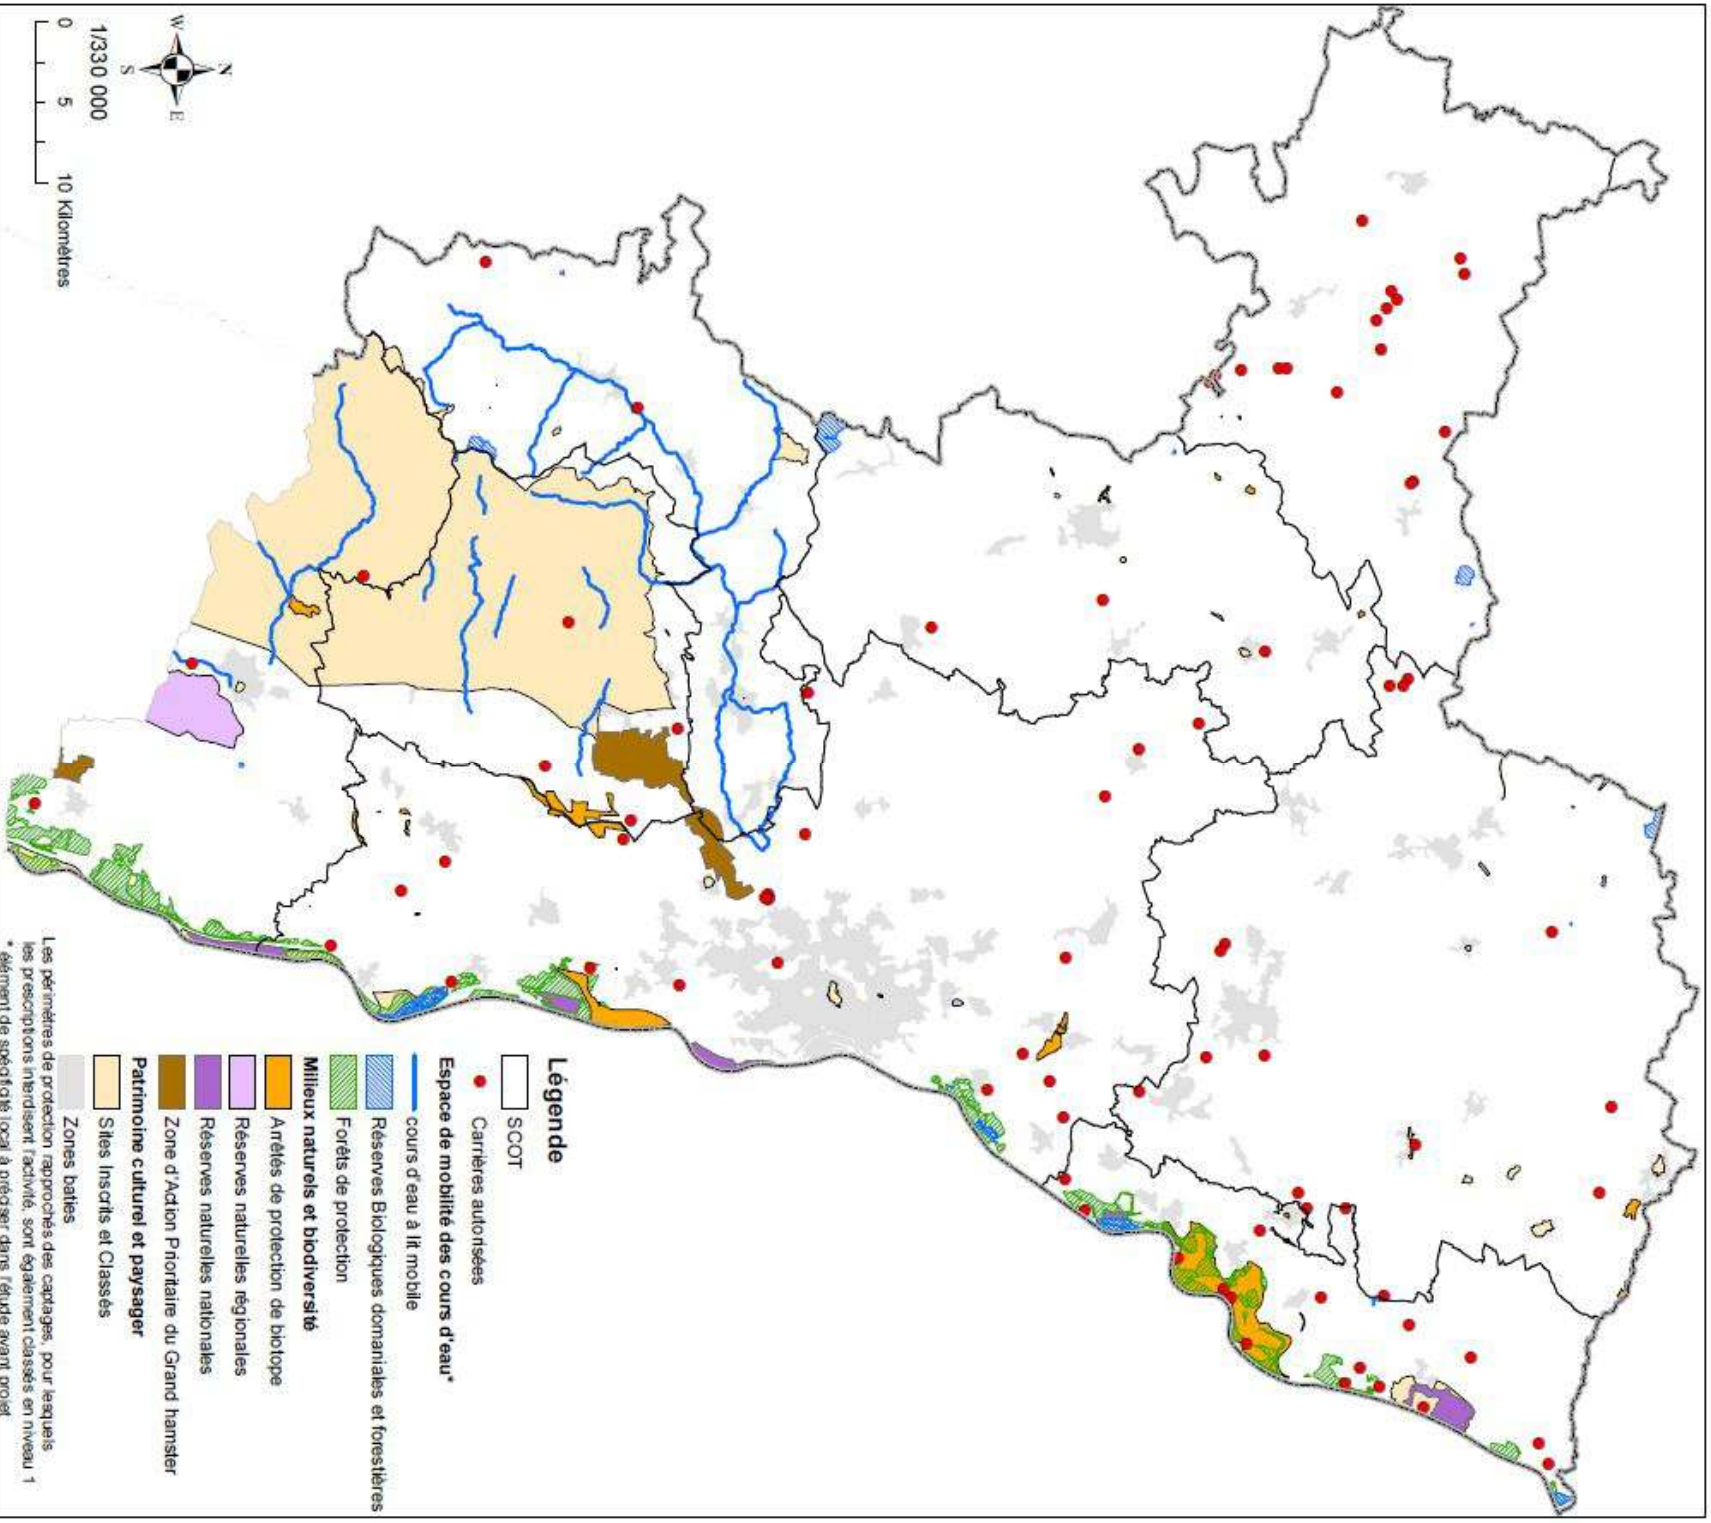 N
W
E
S
1/330 000
0 5 10 Kilomètres
Légende
SCOT
Carrières autorisées
Espace de mobilité des cours d'eau*
cours d'eau à lit mobile
Réserves Biologiques domaniales et forestières
Forêts de protection
Milieux naturels et biodiversité
Arrêtés de protection de biotope
Réserves naturelles régionales
Réserves naturelles nationales
Zone d'Action Prioritaire du Grand hamster
Patrimoine culturel et paysager
Sites Inscrits et Classés
Zones baties
Les périmètres de protection rapprochés des captages, pour lesquels
les prescriptions interdisent l'activité, sont également classés en niveau 1
* élément de spécificité local à préciser dans l'étude avant projet